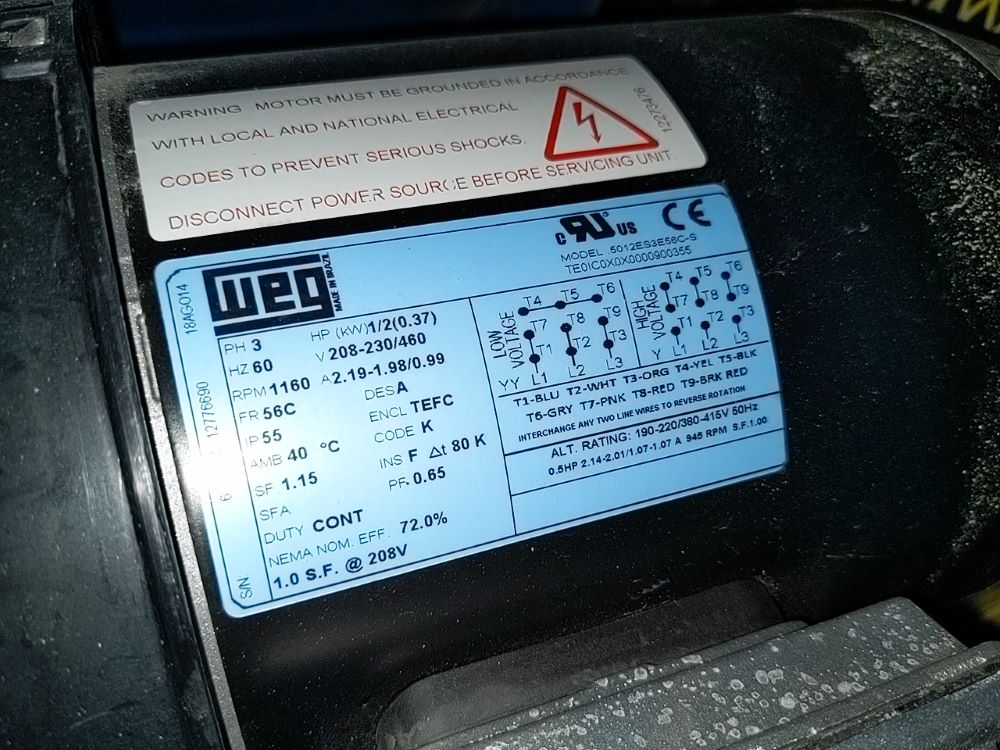 WARNING MOTOR MUST BE GROUNDED IN ACCORDANCE
WITH LOCAL AND NATIONAL ELECTRICAL
CODES TO PREVENT SERIOUS SHOCKS.
DISCONNECT POWER SOURCE BEFORE SERVICING UNIT.
12273476
WEG
MADE IN BRAZIL
c RU US CE
MODEL 5012ES3E56C-S
TE0IC0X0X0000900355
18AG014
12776690
6
S/N
PH 3 HP (KW) 1/2(0.37)
HZ 60 V 208-230/460
RPM 1160 A 2.19-1.98/0.99
FR 56C DES A
IP 55 ENCL TEFC
AMB 40 °C CODE K
SF 1.15 INS F Δt 80 K
SFA PF 0.65
DUTY CONT
NEMA NOM. EFF. 72.0%
1.0 S.F. @ 208V
LOW VOLTAGE
T4 T5 T6
T7 T8 T9
T1 T2 T3
YY L1 L2 L3
HIGH VOLTAGE
T4 T5 T6
T7 T8 T9
T1 T2 T3
Y L1 L2 L3
T1-BLU T2-WHT T3-ORG T4-YEL T5-BLK
T6-GRY T7-PNK T8-RED T9-BRK RED
INTERCHANGE ANY TWO LINE WIRES TO REVERSE ROTATION
ALT. RATING: 190-220/380-415V 50Hz
0.5HP 2.14-2.01/1.07-1.07 A 945 RPM S.F.1.00